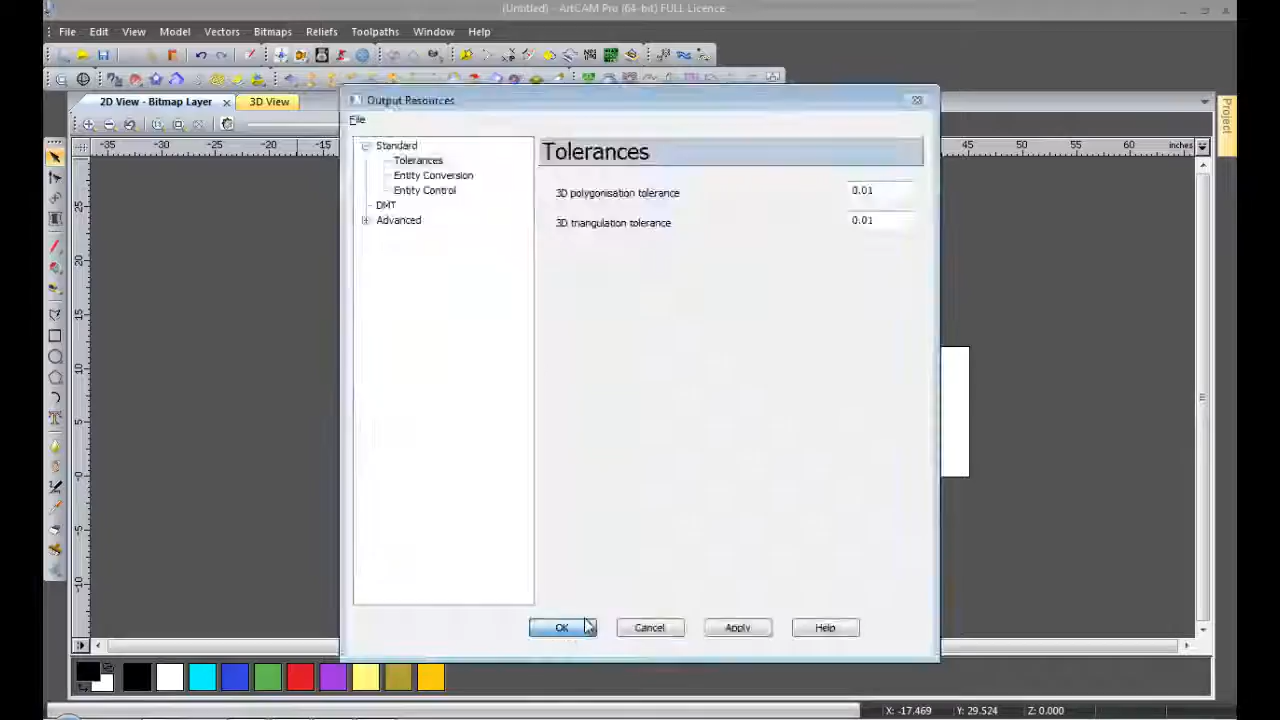 (Untitled) - ArtCAM Pro (64-bit) FULL Licence
File Edit View Model Vectors Bitmaps Reliefs Toolpaths Window Help
2D View - Bitmap Layer 3D View
Output Resources
File
Project
-35 -30 -25 -20 -15 45 50 55 60 inches
Standard
Tolerances
Entity Conversion
Entity Control
DMT
Advanced
Tolerances
3D polygonisation tolerance 0.01
3D triangulation tolerance 0.01
25
20
15
10
5
-0
-5
-10
OK Cancel Apply Help
X: -17.469 Y: 29.524 Z: 0.000